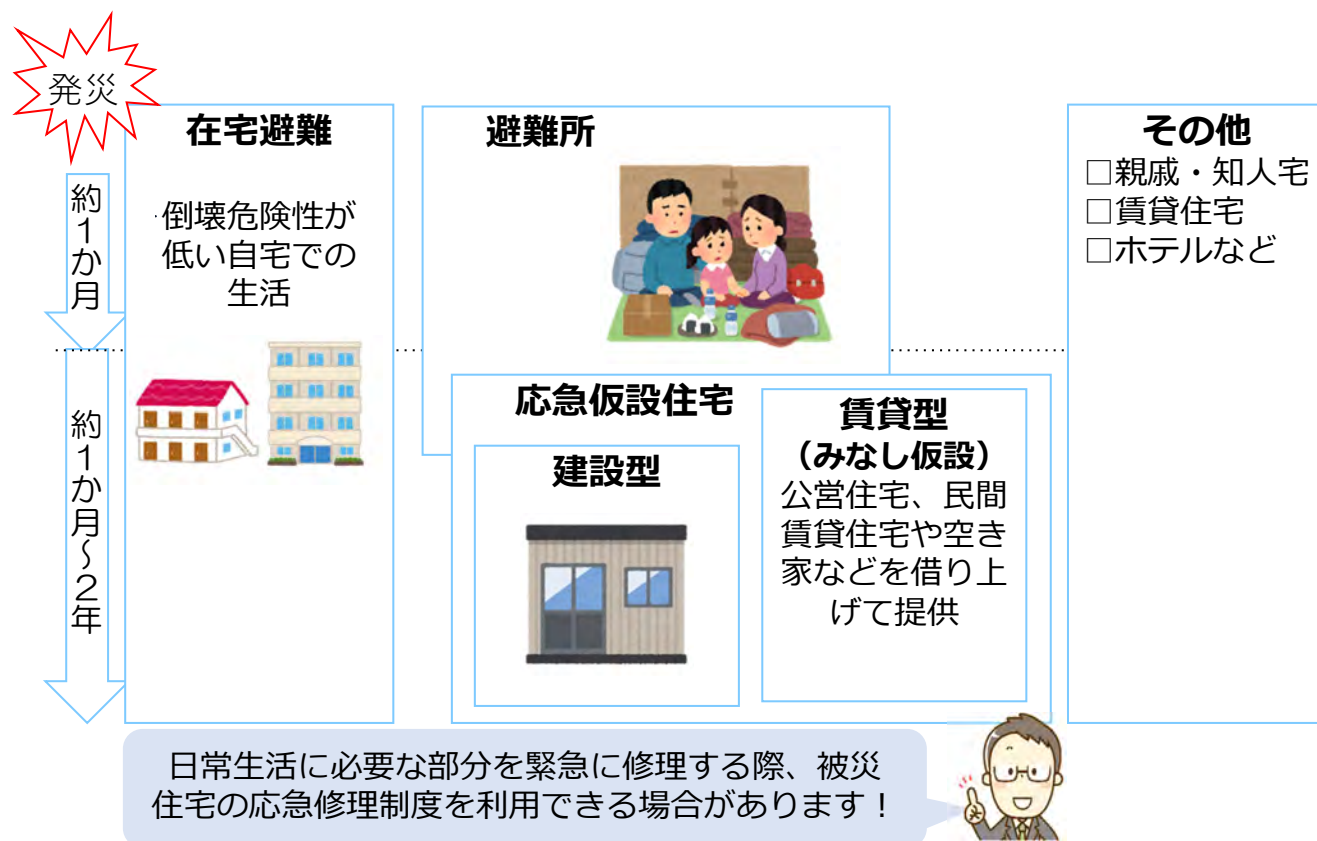 発災
約1か月
約1か月～2年
在宅避難
倒壊危険性が
低い自宅での
生活
避難所
応急仮設住宅
建設型
賃貸型
（みなし仮設）
公営住宅、民間
賃貸住宅や空き
家などを借り上
げて提供
その他
□親戚・知人宅
□賃貸住宅
□ホテルなど
日常生活に必要な部分を緊急に修理する際、被災
住宅の応急修理制度を利用できる場合があります！